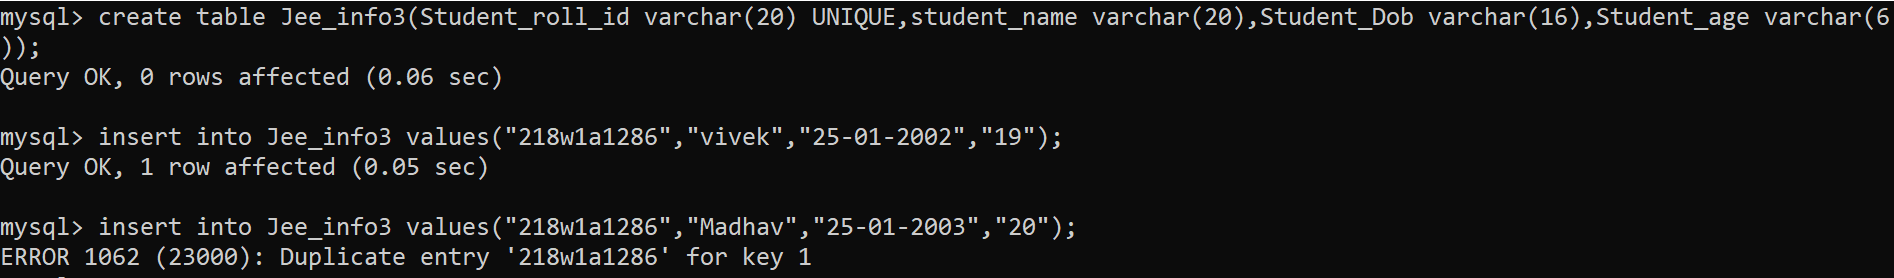 mysql> create table Jee_info3(Student_roll_id varchar(20) UNIQUE,student_name varchar(20),Student_Dob varchar(16),Student_age varchar(6
));
Query OK, 0 rows affected (0.06 sec)
mysql> insert into Jee_info3 values("218w1a1286","vivek","25-01-2002","19");
Query OK, 1 row affected (0.05 sec)
mysql> insert into Jee_info3 values("218w1a1286","Madhav","25-01-2003","20");
ERROR 1062 (23000): Duplicate entry '218w1a1286' for key 1